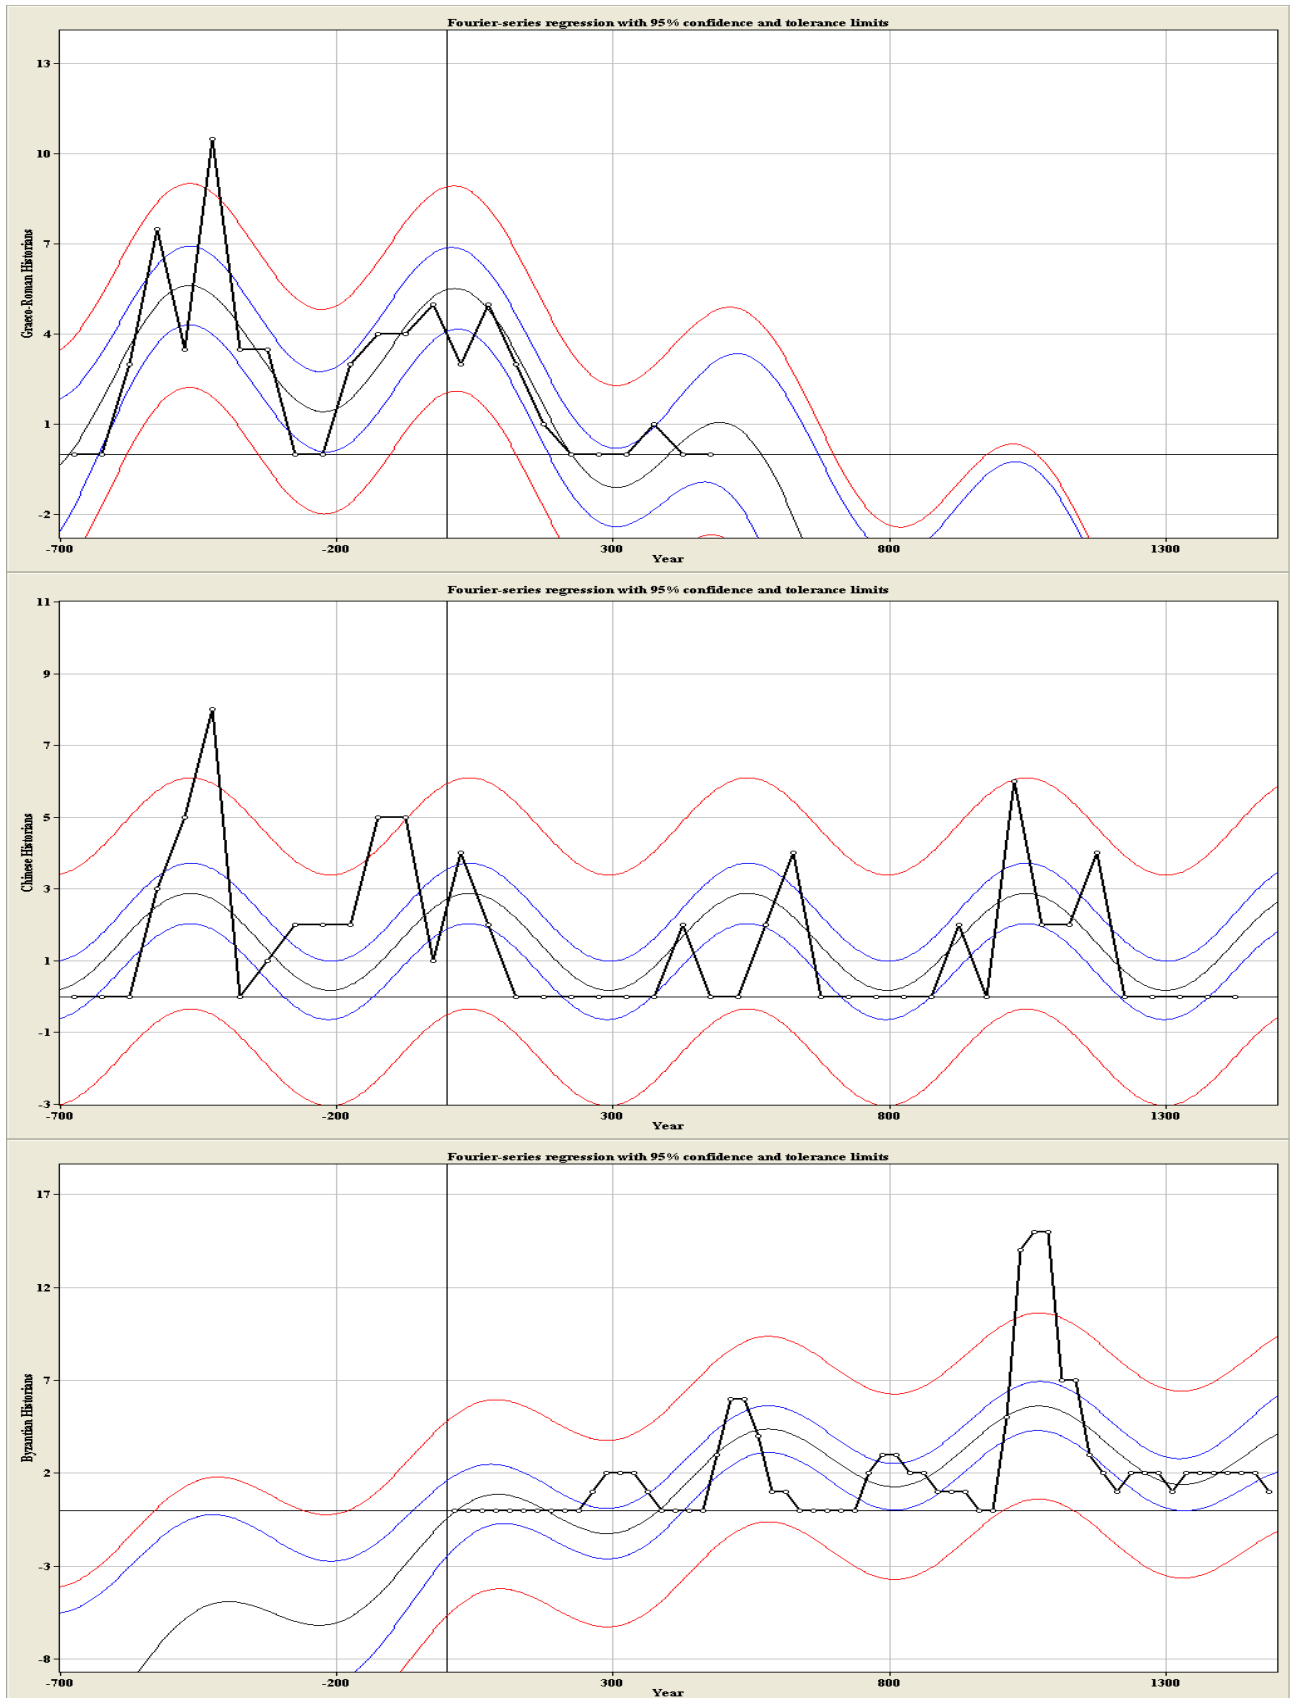 Fourier-series regression with 95% confidence and tolerance limits
13
10
7
4
1
-2
Graeco-Roman Historians
-700 -200 300 800 1300
Year
Fourier-series regression with 95% confidence and tolerance limits
11
9
7
5
3
1
-1
-3
Chinese Historians
-700 -200 300 800 1300
Year
Fourier-series regression with 95% confidence and tolerance limits
17
12
7
2
-3
-8
Byzantian Historians
-700 -200 300 800 1300
Year